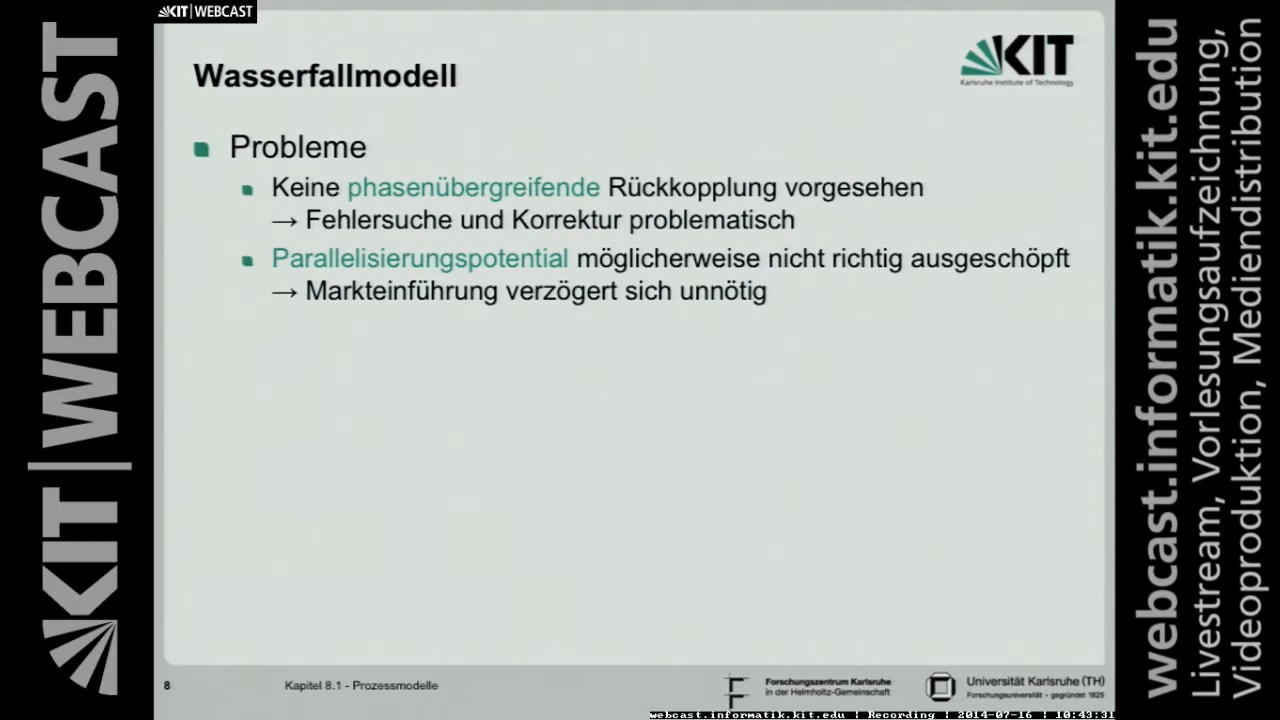 KIT | WEBCAST
KIT | WEBCAST
KIT
Karlsruhe Institute of Technology
Wasserfallmodell
Probleme
Keine phasenübergreifende Rückkopplung vorgesehen
→ Fehlersuche und Korrektur problematisch
Parallelisierungspotential möglicherweise nicht richtig ausgeschöpft
→ Markteinführung verzögert sich unnötig
8
Kapitel 8.1 - Prozessmodelle
Forschungszentrum Karlsruhe
in der Helmholtz-Gemeinschaft
Universität Karlsruhe (TH)
Forschungsuniversität - gegründet 1825
webcast.informatik.kit.edu | Recording | 2014-07-16 | 10:43:31
webcast.informatik.kit.edu
Livestream, Vorlesungsaufzeichnung,
Videoproduktion, Mediendistribution